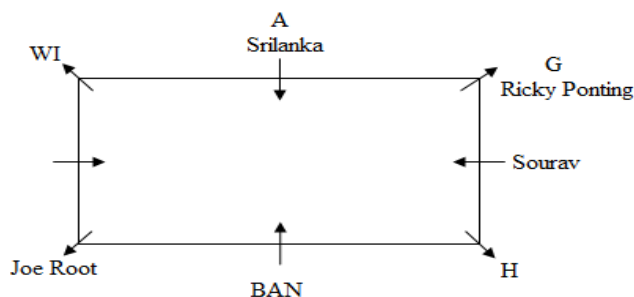 A
Srilanka
WI
G
Ricky Ponting
Sourav
Joe Root
BAN
H